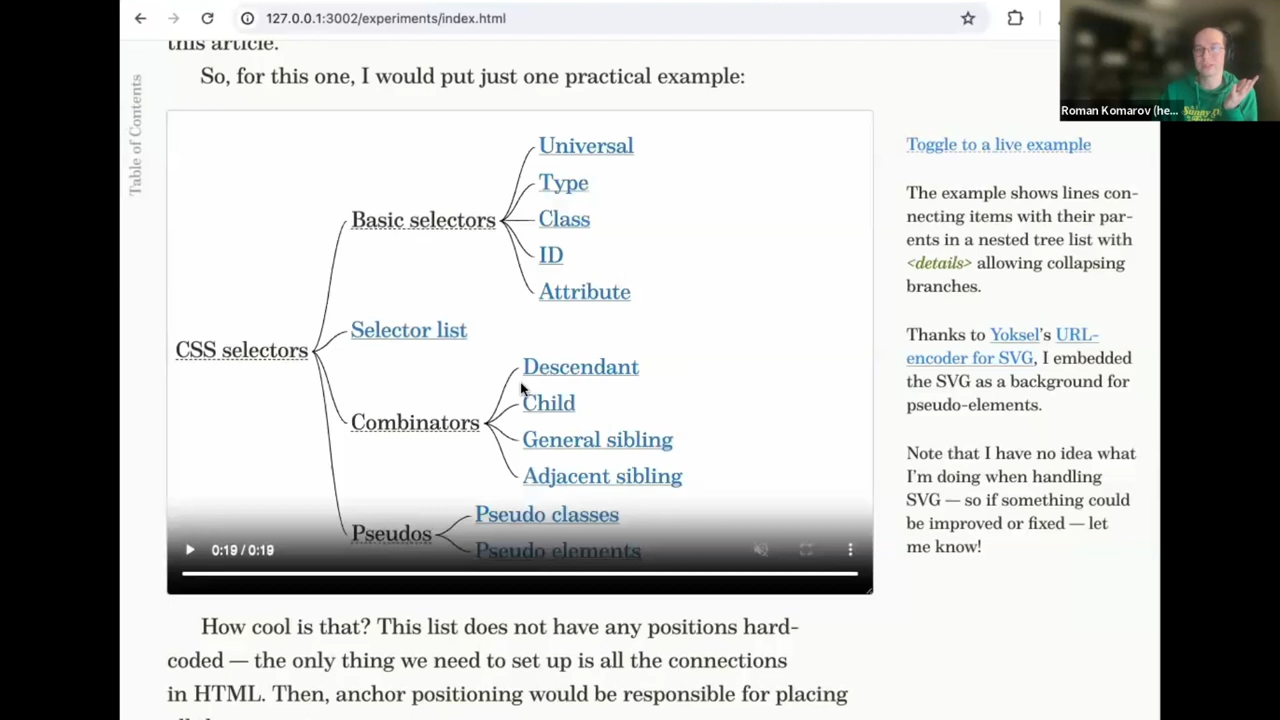 127.0.0.1:3002/experiments/index.html
this article.
So, for this one, I would put just one practical example:
Table of Contents
Universal
Type
Basic selectors
Class
ID
Attribute
Selector list
CSS selectors
Descendant
Child
Combinators
General sibling
Adjacent sibling
Pseudo classes
Pseudos
Pseudo elements
0:19 / 0:19
How cool is that? This list does not have any positions hard-
coded — the only thing we need to set up is all the connections
in HTML. Then, anchor positioning would be responsible for placing
Roman Komarov (he...
Sunny
Toggle to a live example
The example shows lines con-
necting items with their par-
ents in a nested tree list with
<details> allowing collapsing
branches.
Thanks to Yoksel's URL-
encoder for SVG, I embedded
the SVG as a background for
pseudo-elements.
Note that I have no idea what
I'm doing when handling
SVG — so if something could
be improved or fixed — let
me know!